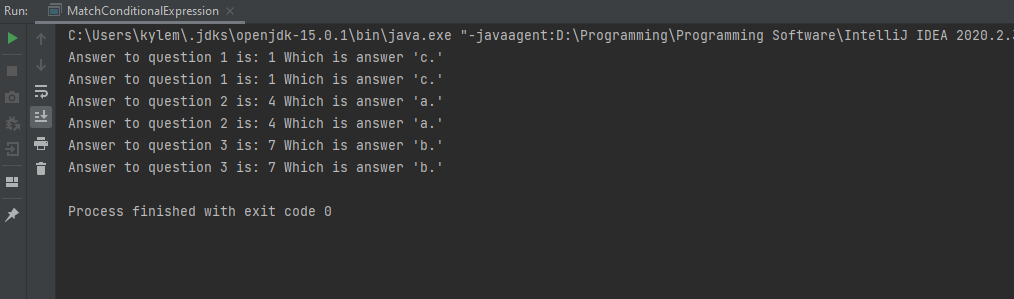 Run: MatchConditionalExpression
C:\Users\kylem\.jdks\openjdk-15.0.1\bin\java.exe "-javaagent:D:\Programming\Programming Software\IntelliJ IDEA 2020.2.
Answer to question 1 is: 1 Which is answer 'c.'
Answer to question 1 is: 1 Which is answer 'c.'
Answer to question 2 is: 4 Which is answer 'a.'
Answer to question 2 is: 4 Which is answer 'a.'
Answer to question 3 is: 7 Which is answer 'b.'
Answer to question 3 is: 7 Which is answer 'b.'
Process finished with exit code 0